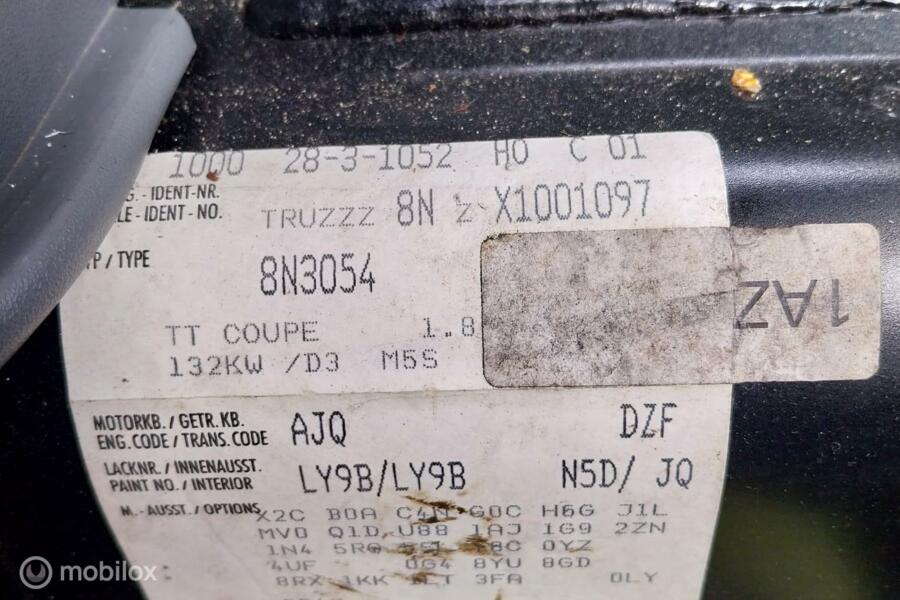 1000 28-3-1052 H0 C 01
G. - IDENT-NR.
LE - IDENT - NO.
TRUZZZ 8N Z X1001097
YP / TYPE
8N3054
1AZ
TT COUPE 1.8
132KW /D3 M5S
MOTORKB. / GETR. KB.
ENG. CODE / TRANS. CODE
AJQ DZF
LACKNR. / INNENAUSST.
PAINT NO. / INTERIOR
LY9B/LY9B N5D/ JQ
M. - AUSST. / OPTIONS
X2C B0A C4N G0C H6G J1L
MV0 Q1D U88 1AJ 1G9 2ZN
1N4 0YZ
4UF 0G4 8YU 8GD
8RX 1KK 3FA 0LY
mobilox